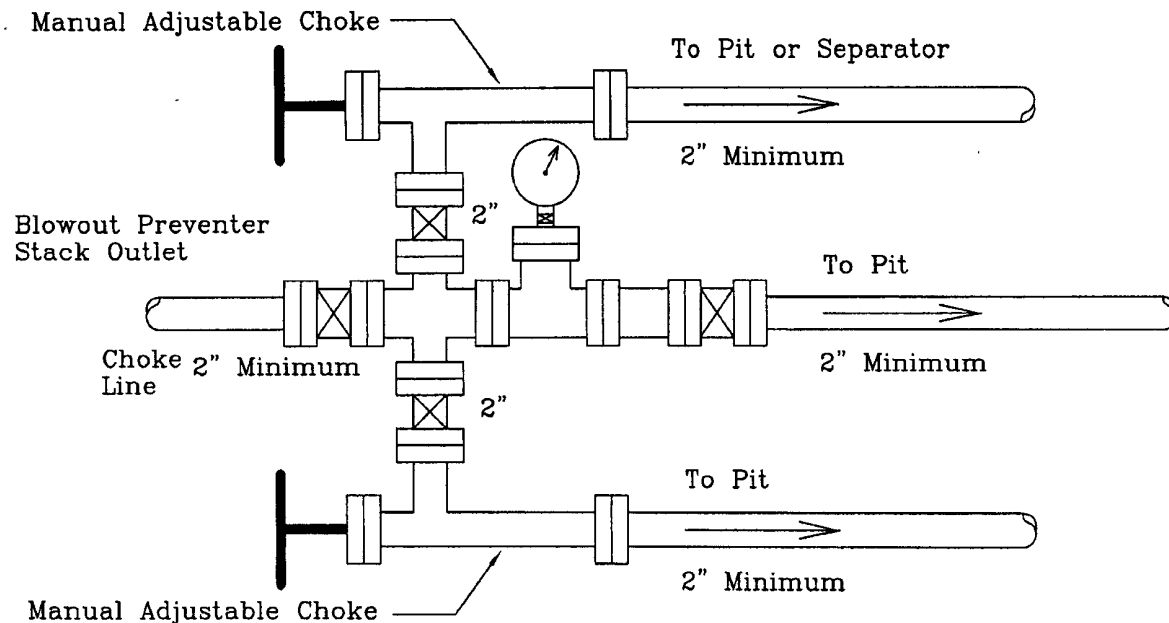 Manual Adjustable Choke
To Pit or Separator
2" Minimum
2"
Blowout Preventer
Stack Outlet
To Pit
Choke
Line
2" Minimum
2" Minimum
2"
To Pit
2" Minimum
Manual Adjustable Choke